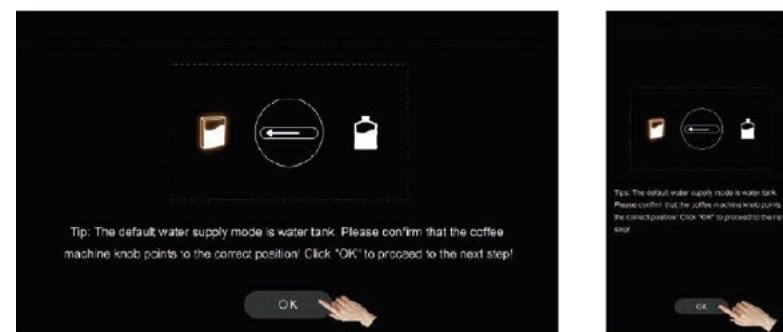 Tip: The default water supply mode is water tank. Please confirm that the coffee
machine knob points to the correct position! Click "OK" to proceed to the next step!
OK
Tips: The default water supply mode is water tank.
Please confirm that the coffee machine knob points
the correct position! Click "OK" to proceed to the ne
step!
OK